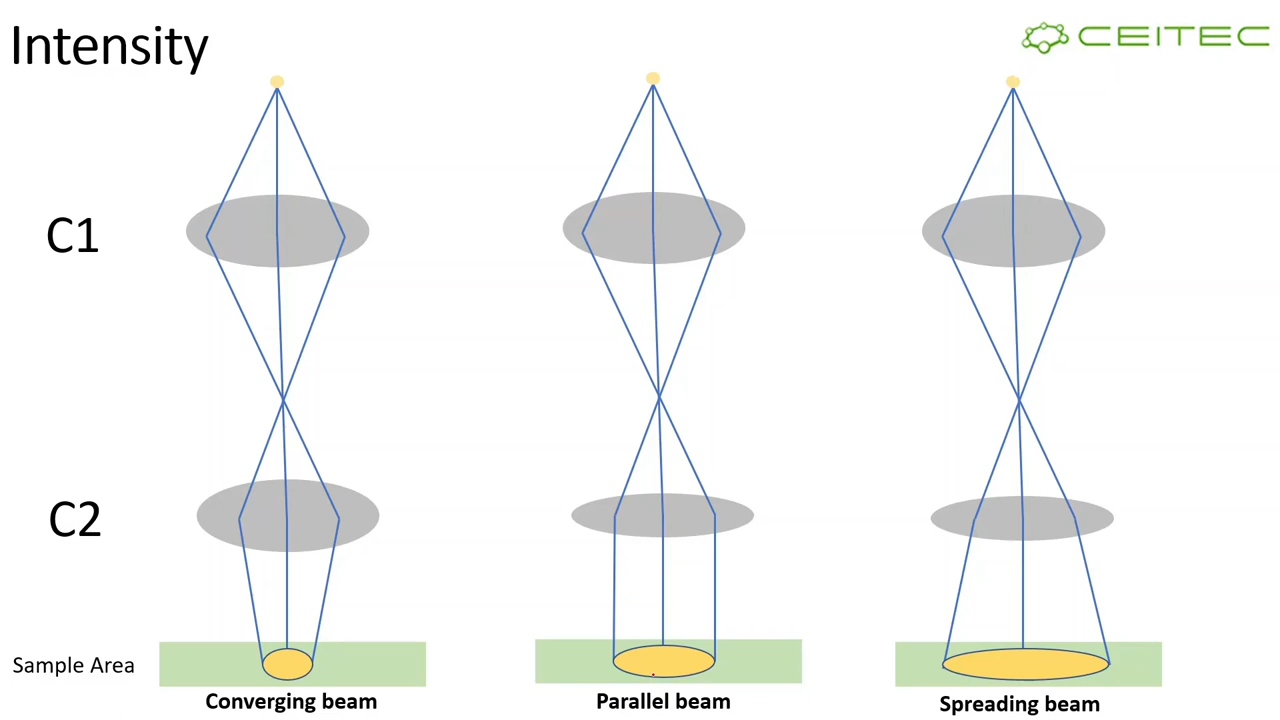 Intensity
CEITEC
C1
C2
Sample Area
Converging beam
Parallel beam
Spreading beam